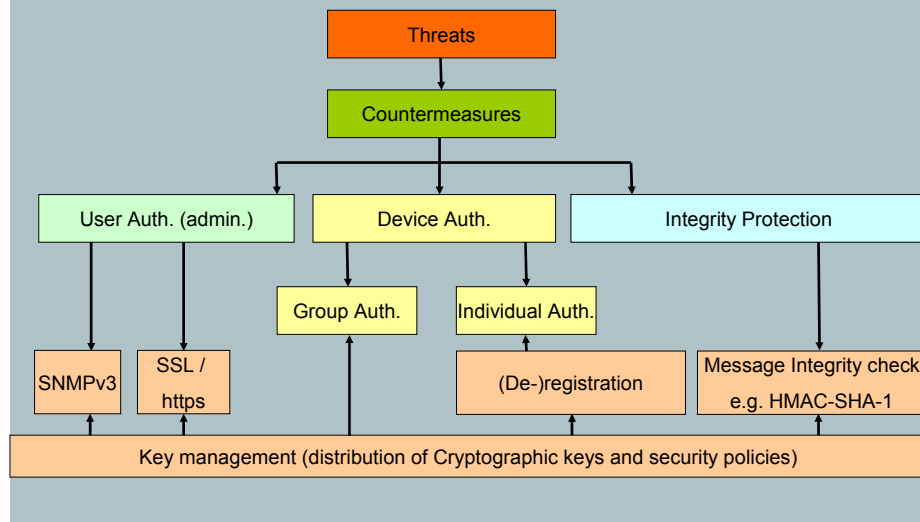 Threats
Countermeasures
User Auth. (admin.)
Device Auth.
Integrity Protection
Group Auth.
Individual Auth.
SNMPv3
SSL /
https
(De-)registration
Message Integrity check
e.g. HMAC-SHA-1
Key management (distribution of Cryptographic keys and security policies)